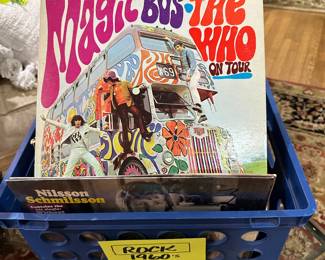 Magic BUS • THE
WHO
ON TOUR
Nilsson
Schmilsson
ROCK
1960's